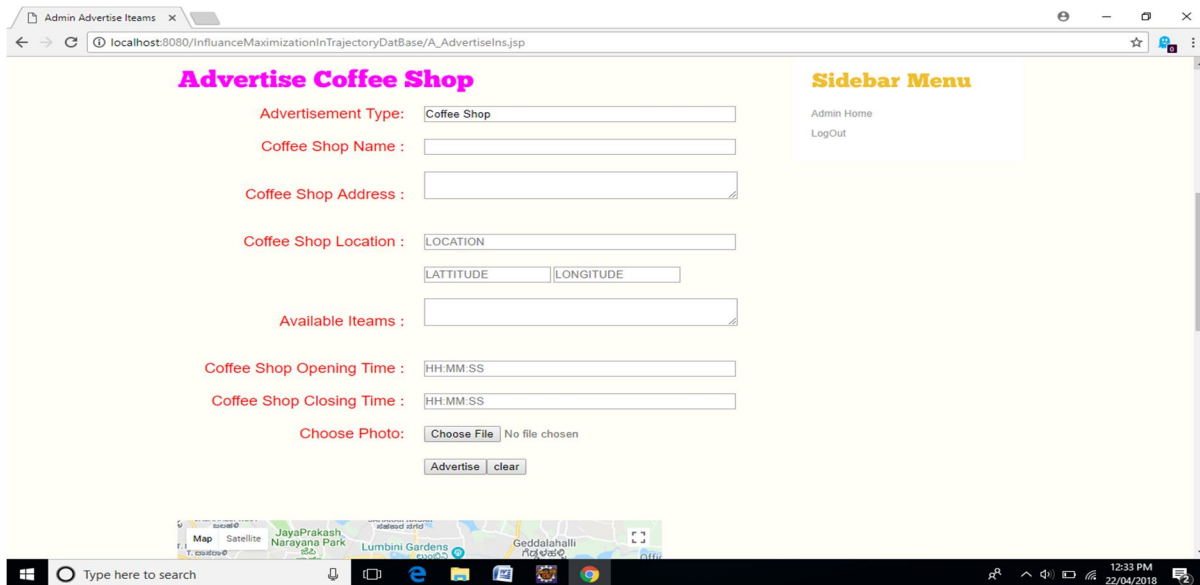 Admin Advertise Iteams
localhost:8080/InfluanceMaximizationInTrajectoryDatBase/A_AdvertiseIns.jsp
0
Advertise Coffee Shop
Advertisement Type: Coffee Shop
Coffee Shop Name :
Coffee Shop Address :
Coffee Shop Location : LOCATION
LATTITUDE LONGITUDE
Available Iteams :
Coffee Shop Opening Time : HH:MM:SS
Coffee Shop Closing Time : HH:MM:SS
Choose Photo: Choose File No file chosen
Advertise clear
Sidebar Menu
Admin Home
LogOut
Map Satellite
JayaPrakash
Narayana Park
ಜೆಪಿ
Lumbini Gardens
Geddalahalli
ಗೆದ್ದಲಹಳ್ಳಿ
Type here to search
12:33 PM
22/04/2018
2